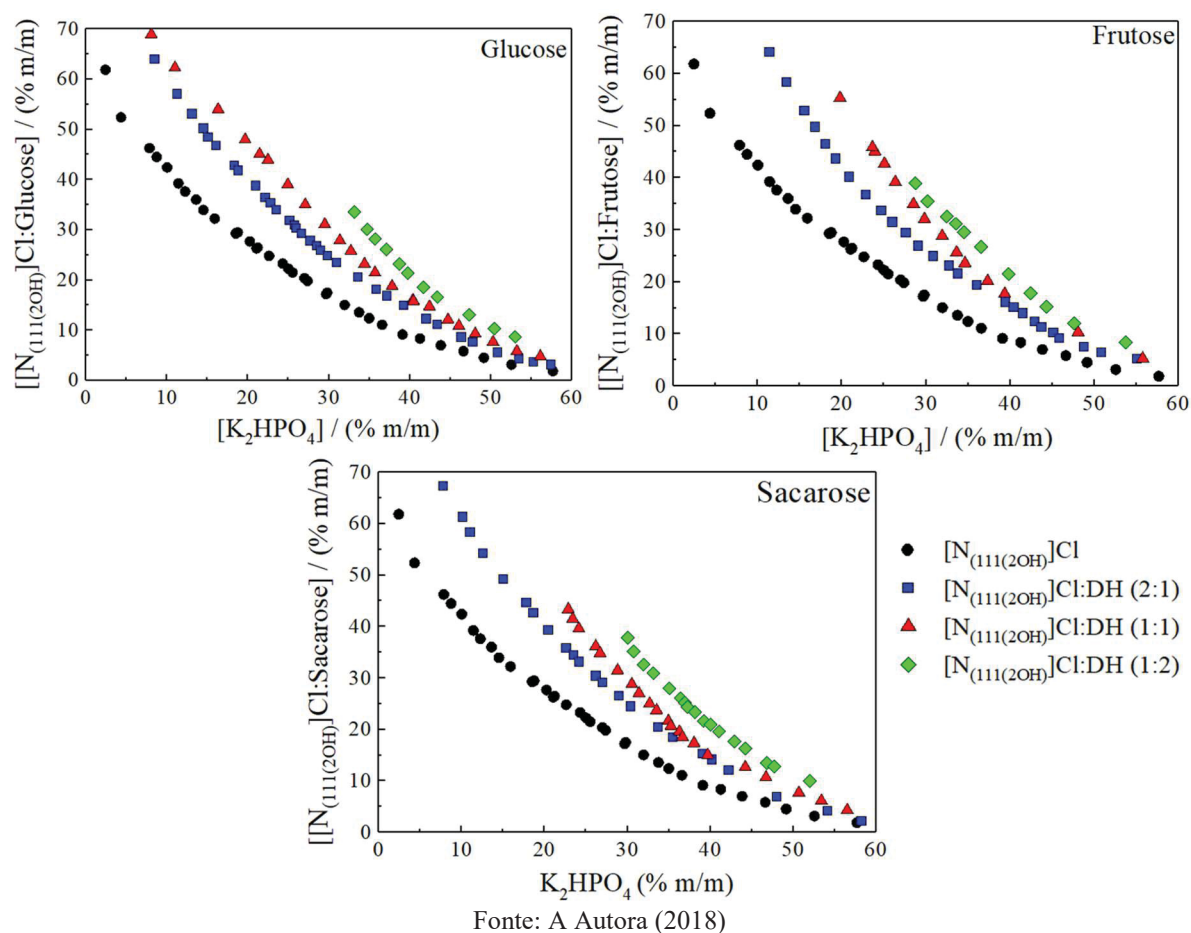 Glucose
[[N(111(2OH)]Cl:Glucose] / (% m/m)
70
60
50
40
30
20
10
0
0 10 20 30 40 50 60
[K2HPO4] / (% m/m)
Frutose
[[N(111(2OH)]Cl:Frutose] / (% m/m)
70
60
50
40
30
20
10
0
0 10 20 30 40 50 60
[K2HPO4] / (% m/m)
Sacarose
[[N(111(2OH)]Cl:Sacarose] / (% m/m)
70
60
50
40
30
20
10
0
0 10 20 30 40 50 60
K2HPO4 (% m/m)
[N(111(2OH)]Cl
[N(111(2OH)]Cl:DH (2:1)
[N(111(2OH)]Cl:DH (1:1)
[N(111(2OH)]Cl:DH (1:2)
Fonte: A Autora (2018)